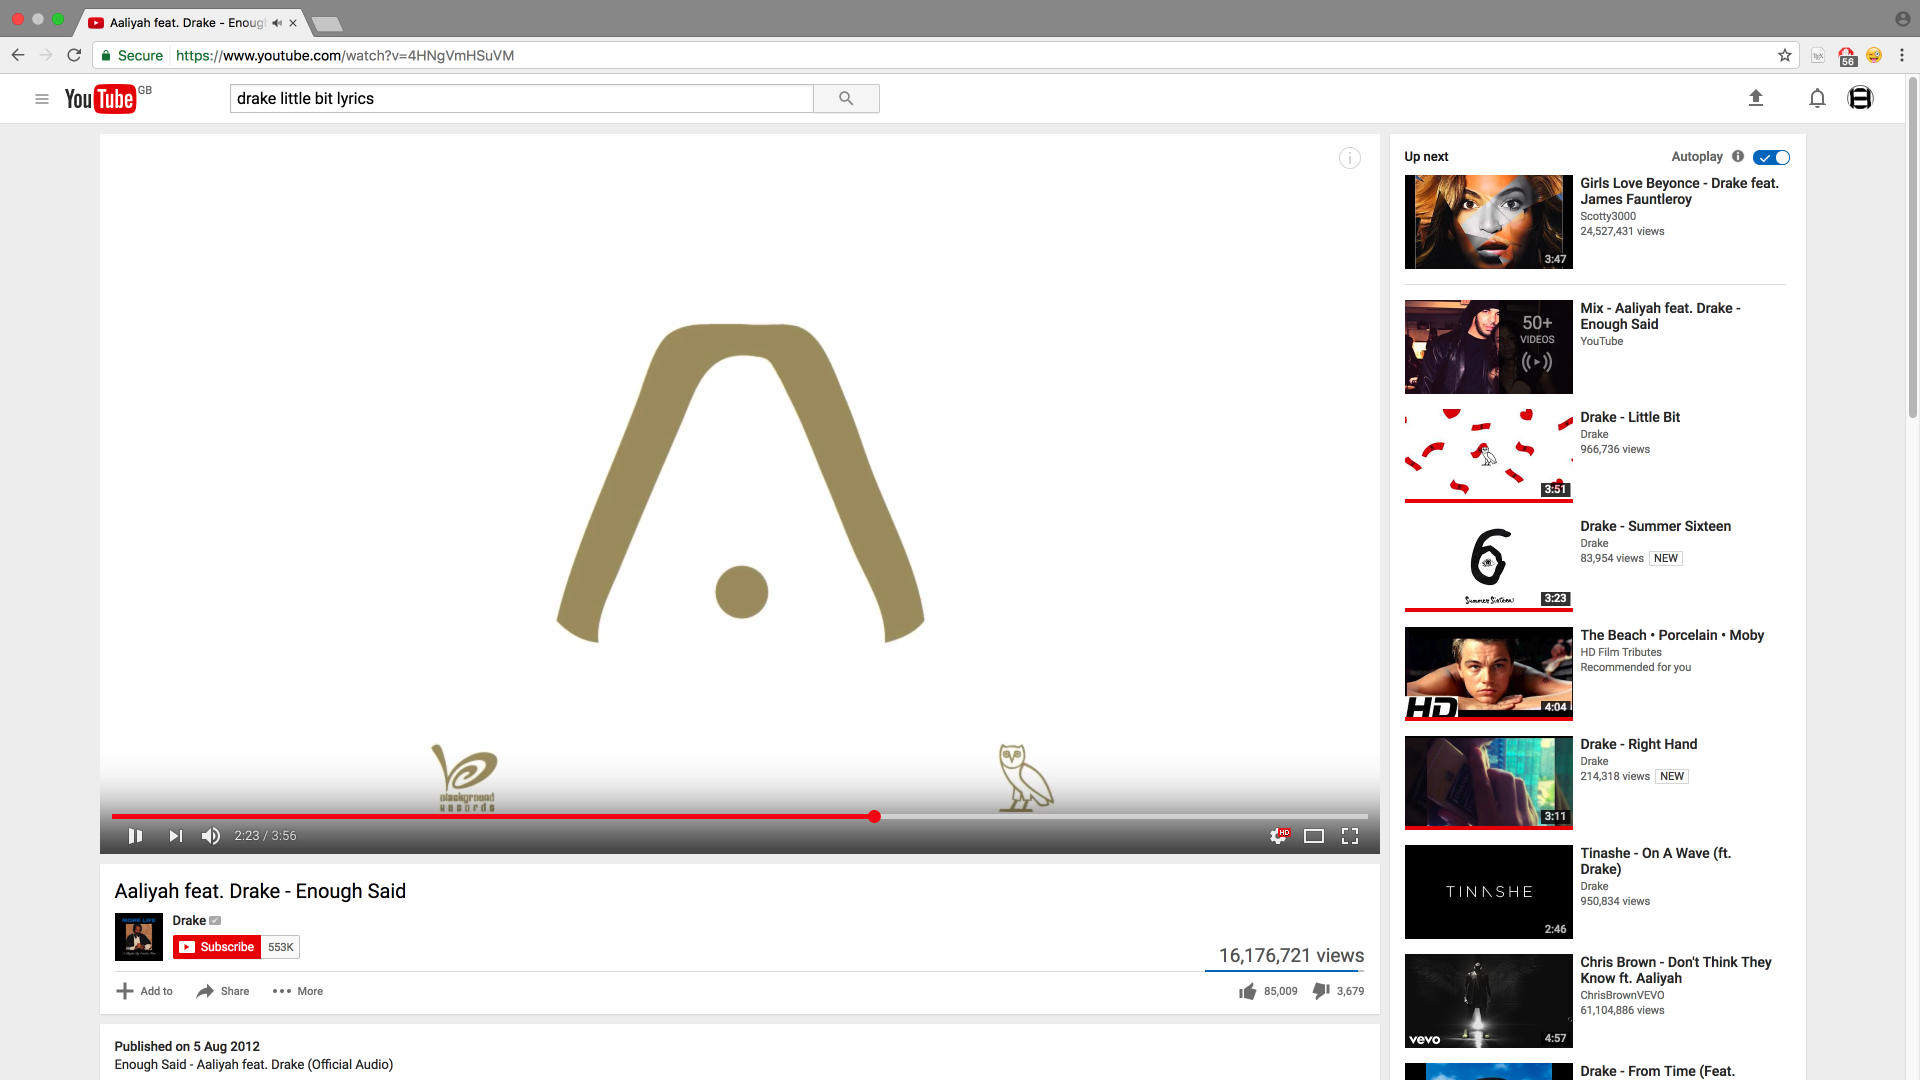 Aaliyah feat. Drake - Enoug
Secure
https://www.youtube.com/watch?v=4HNgVmHSuVM
56
YouTube GB
drake little bit lyrics
Up next
Autoplay
3:47
Girls Love Beyonce - Drake feat.
James Fauntleroy
Scotty3000
24,527,431 views
50+
VIDEOS
Mix - Aaliyah feat. Drake -
Enough Said
YouTube
3:51
Drake - Little Bit
Drake
966,736 views
6
Summer Sixteen
3:23
Drake - Summer Sixteen
Drake
83,954 views NEW
HD
4:04
The Beach • Porcelain • Moby
HD Film Tributes
Recommended for you
3:11
Drake - Right Hand
Drake
214,318 views NEW
TINASHE
2:46
Tinashe - On A Wave (ft.
Drake)
Drake
950,834 views
vevo
4:57
Chris Brown - Don't Think They
Know ft. Aaliyah
ChrisBrownVEVO
61,104,886 views
Drake - From Time (Feat.
blackground
records
2:23 / 3:56
HD
Aaliyah feat. Drake - Enough Said
MORE LIFE
Drake
Subscribe 553K
16,176,721 views
Add to
Share
More
85,009
3,679
Published on 5 Aug 2012
Enough Said - Aaliyah feat. Drake (Official Audio)